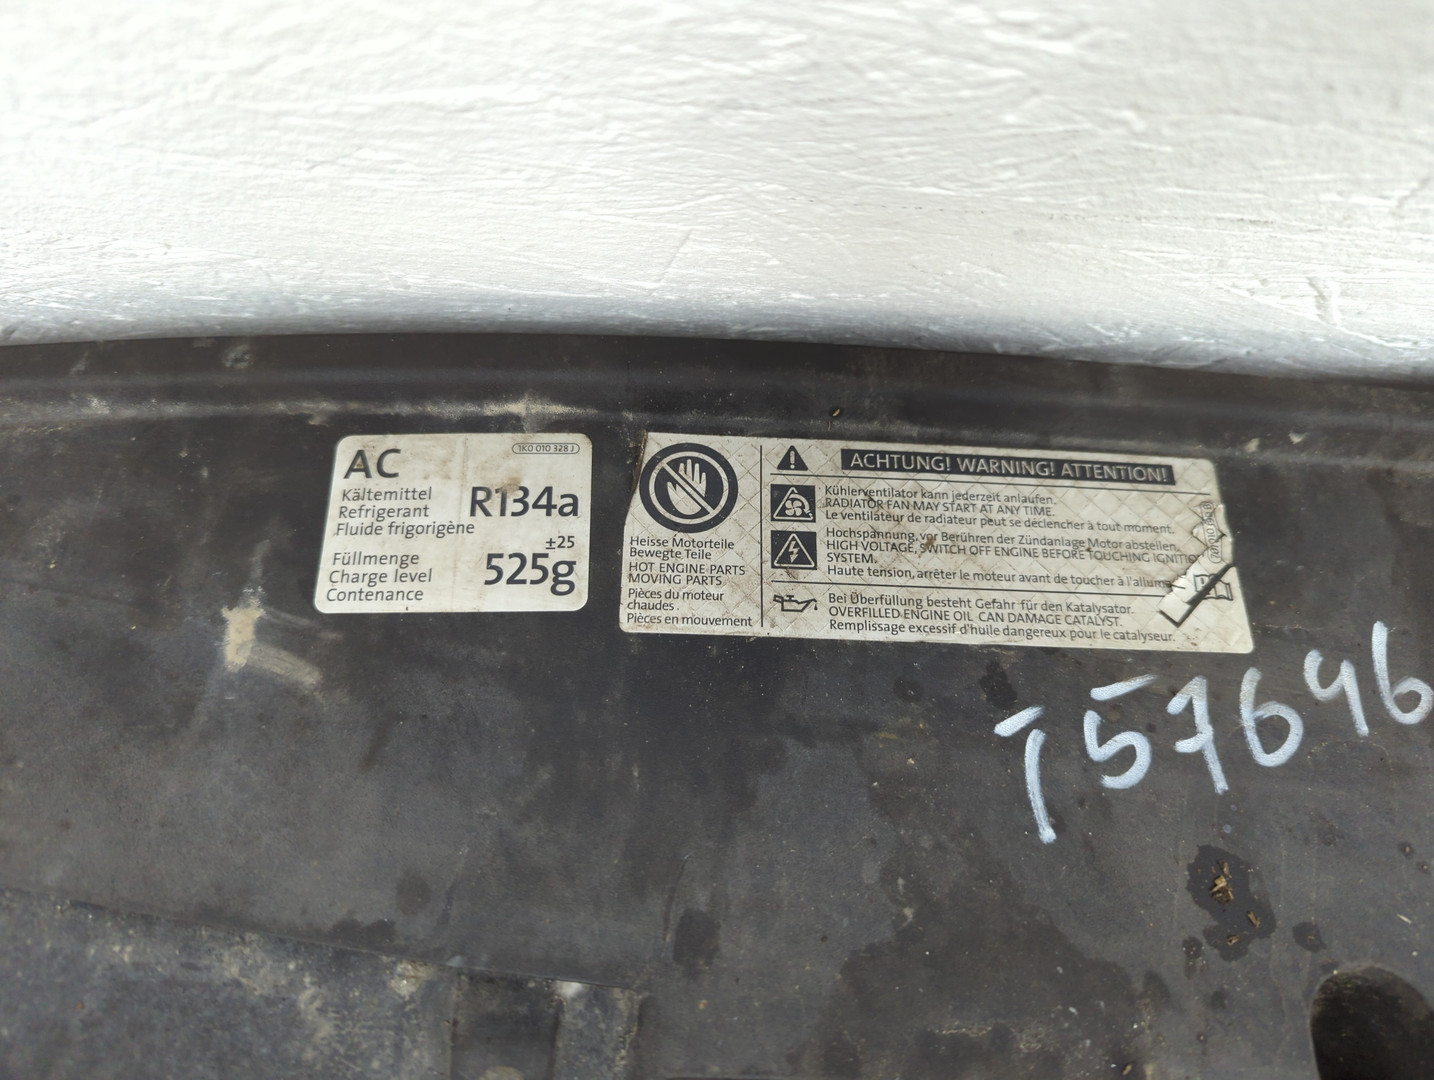 AC
1K0 010 328 J
Kältemittel
Refrigerant
Fluide frigorigène
R134a
Füllmenge
Charge level
Contenance
±25
525g
Heisse Motorteile
Bewegte Teile
HOT ENGINE PARTS
MOVING PARTS
Pièces du moteur
chaudes.
Pièces en mouvement
ACHTUNG! WARNING! ATTENTION!
Kühlerventilator kann jederzeit anlaufen.
RADIATOR FAN MAY START AT ANY TIME.
Le ventilateur de radiateur peut se déclencher à tout moment.
Hochspannung, vor Berühren der Zündanlage Motor abstellen.
HIGH VOLTAGE, SWITCH OFF ENGINE BEFORE TOUCHING IGNITIO
SYSTEM.
Haute tension, arrêter le moteur avant de toucher à l'allum
Bei Überfüllung besteht Gefahr für den Katalysator.
OVERFILLED ENGINE OIL CAN DAMAGE CATALYST.
Remplissage excessif d'huile dangereux pour le catalyseur.
T57646